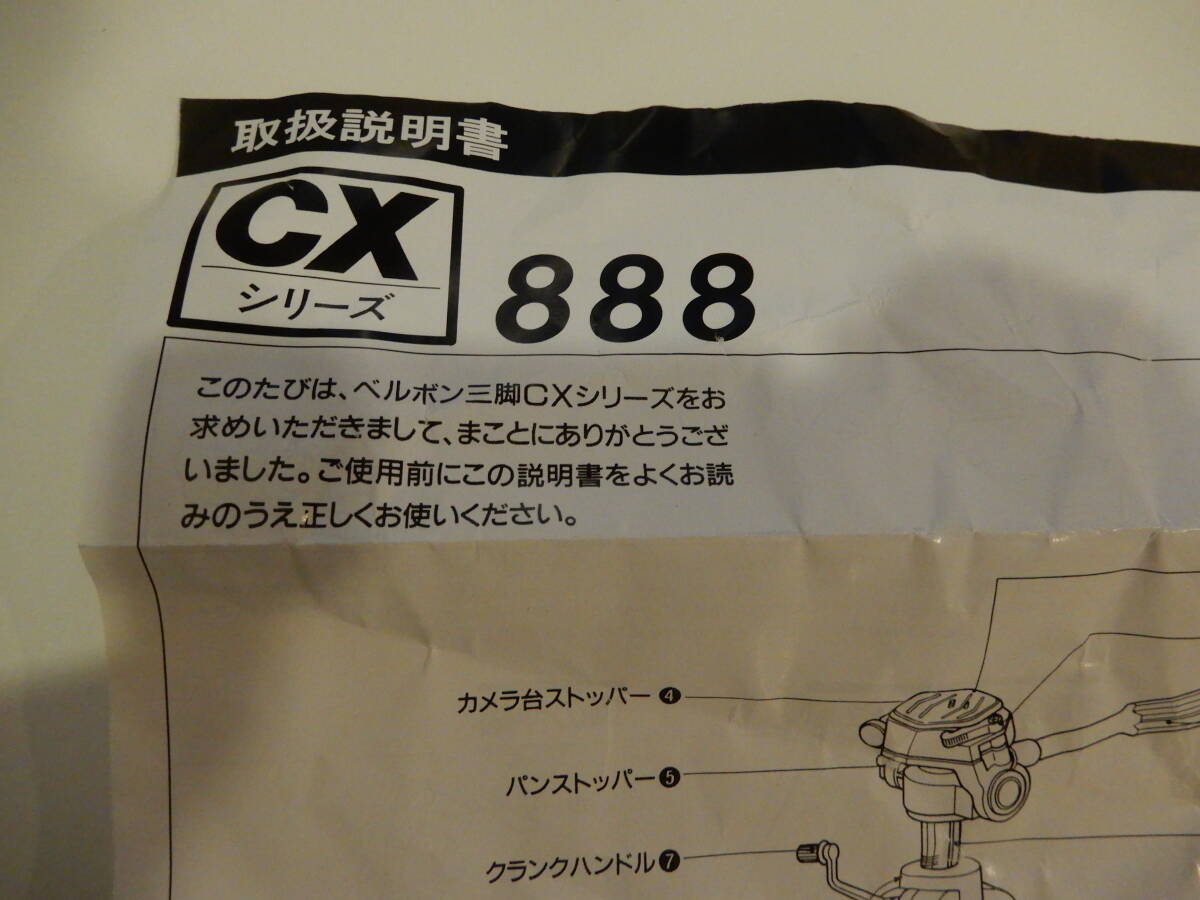 取扱説明書
CX
シリーズ
888
このたびは、ベルボン三脚CXシリーズをお
求めいただきまして、まことにありがとうござ
いました。ご使用前にこの説明書をよくお読
みのうえ正しくお使いください。
カメラ台ストッパー❹
パンストッパー❺
クランクハンドル❼